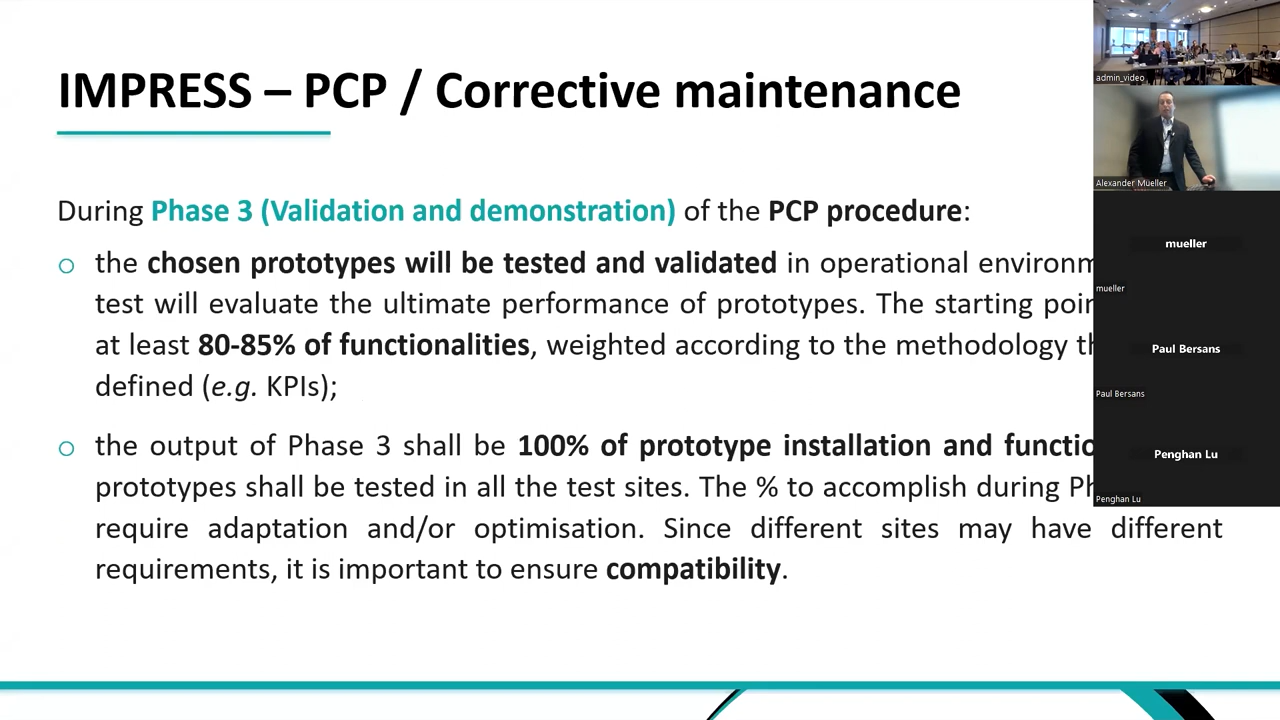 IMPRESS – PCP / Corrective maintenance
During Phase 3 (Validation and demonstration) of the PCP procedure:
the chosen prototypes will be tested and validated in operational
test will evaluate the ultimate performance of prototypes. The starting
at least 80-85% of functionalities, weighted according to the methodology
defined (e.g. KPIs);
the output of Phase 3 shall be 100% of prototype installation and
prototypes shall be tested in all the test sites. The % to accomplish during
require adaptation and/or optimisation. Since different sites may have different
requirements, it is important to ensure compatibility.
admin_video
Alexander Mueller
mueller
mueller
Paul Bersans
Paul Bersans
Penghan Lu
Penghan Lu